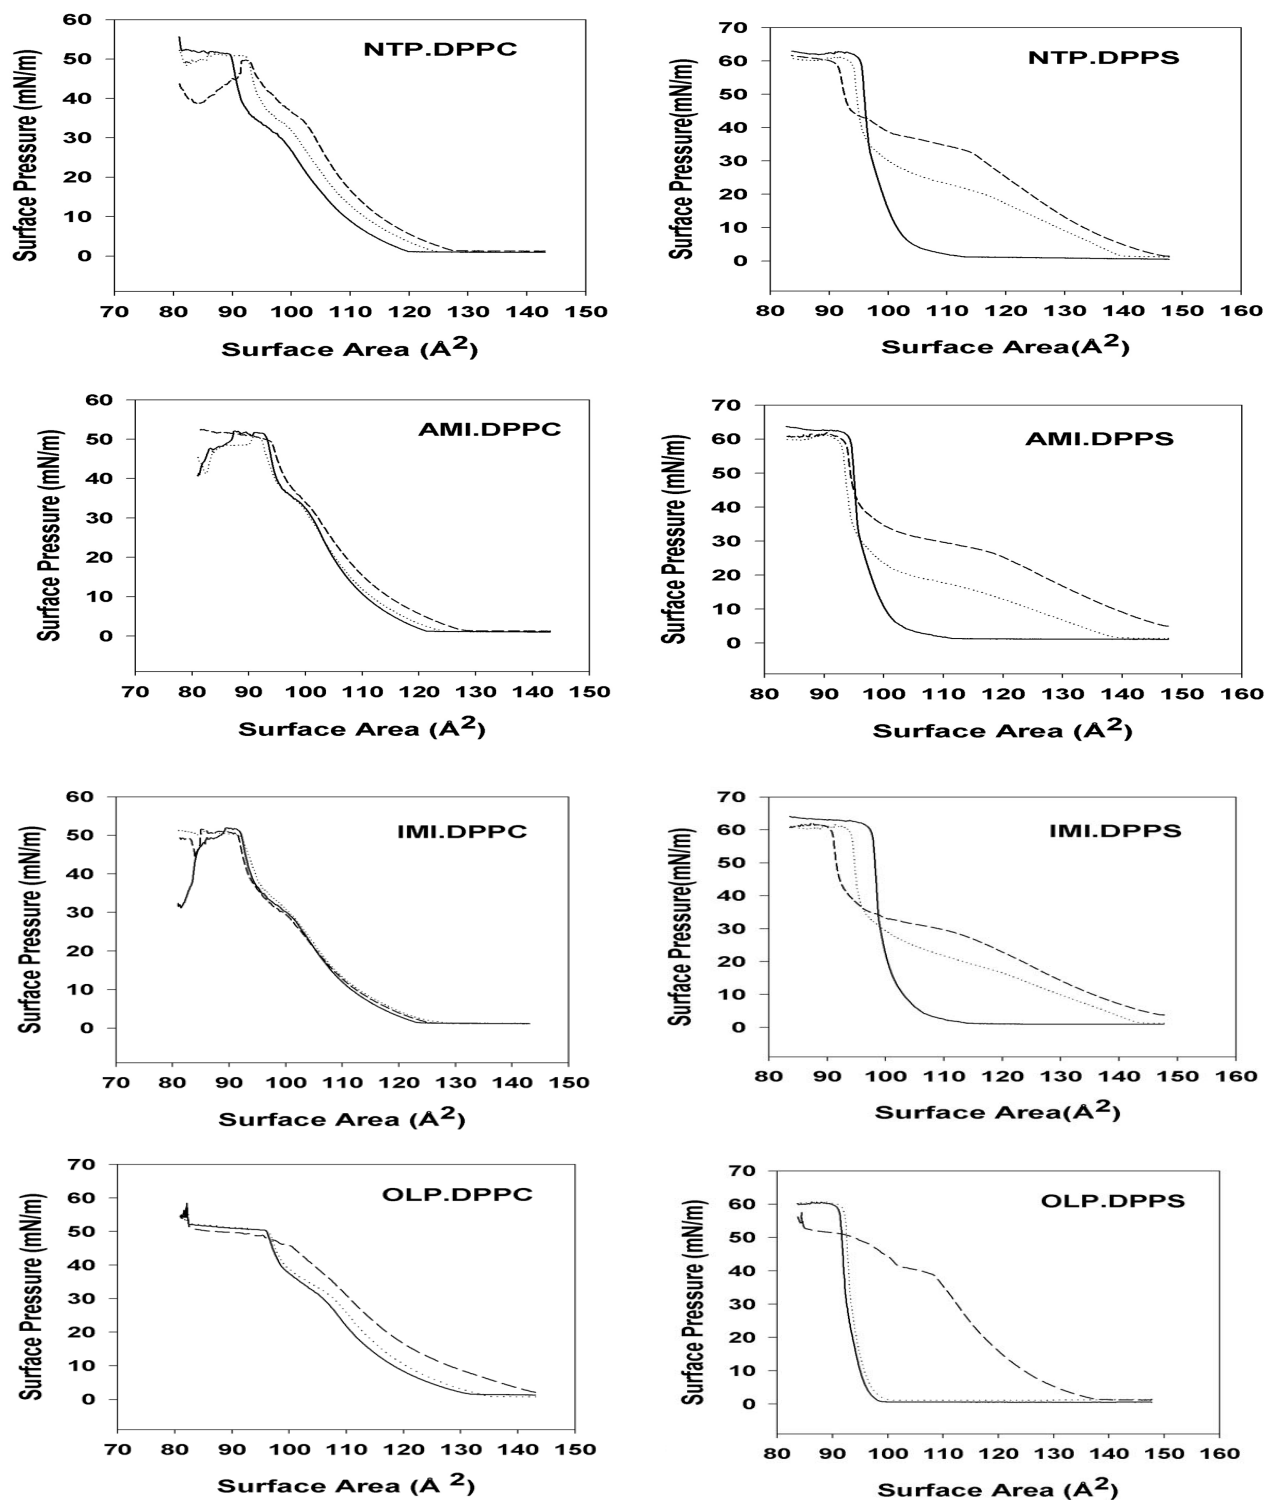 NTP.DPPC
Surface Pressure (mN/m)
60
50
40
30
20
10
0
70 80 90 100 110 120 130 140 150
Surface Area (Å2)
NTP.DPPS
Surface Pressure(mN/m)
70
60
50
40
30
20
10
0
80 90 100 110 120 130 140 150 160
Surface Area(Å2)
AMI.DPPC
Surface Pressure (mN/m)
60
50
40
30
20
10
0
70 80 90 100 110 120 130 140 150
Surface Area (Å2)
AMI.DPPS
Surface Pressure (mN/m)
70
60
50
40
30
20
10
0
80 90 100 110 120 130 140 150 160
Surface Area (Å2)
IMI.DPPC
Surface Pressure (mN/m)
60
50
40
30
20
10
0
70 80 90 100 110 120 130 140 150
Surface Area (Å2)
IMI.DPPS
Surface Pressure(mN/m)
70
60
50
40
30
20
10
0
80 90 100 110 120 130 140 150 160
Surface Area(Å2)
OLP.DPPC
Surface Pressure (mN/m)
70
60
50
40
30
20
10
0
70 80 90 100 110 120 130 140 150
Surface Area (Å 2)
OLP.DPPS
Surface Pressure (mN/m)
70
60
50
40
30
20
10
0
80 90 100 110 120 130 140 150 160
Surface Area (Å2)